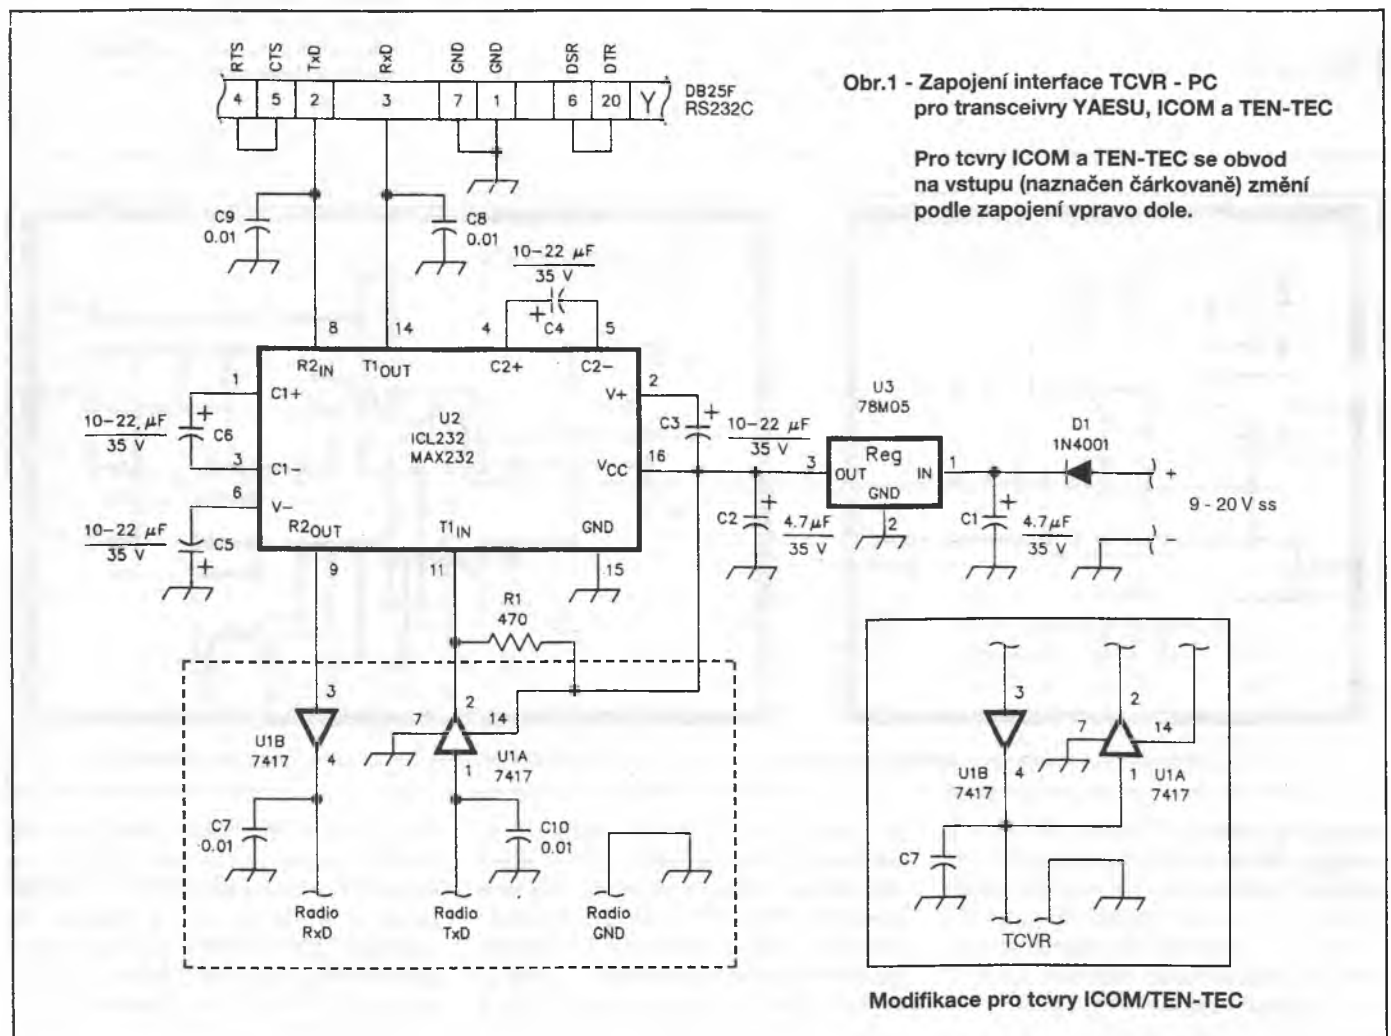 RTS CTS TxD RxD GND GND DSR DTR
4 5 2 3 7 1 6 20 Y
DB25F
RS232C
Obr.1 - Zapojení interface TCVR - PC
pro transceivry YAESU, ICOM a TEN-TEC
Pro tcvry ICOM a TEN-TEC se obvod
na vstupu (naznačen čárkovaně) změní
podle zapojení vpravo dole.
C9
0.01
C8
0.01
10-22 µF
35 V
+ C4
8 14 4 5
R2IN T1OUT C2+ C2-
1 C1+
V+ 2
10-22 µF
35 V
+
C6
U2
ICL232
MAX232
C3 +
10-22 µF
35 V
3 C1-
VCC 16
6 V-
R2OUT T1IN GND
10-22 µF
35 V
C5
+
9 11 15
U3
78M05
Reg
3 OUT IN 1
GND
2
D1
1N4001
+
9 - 20 V ss
-
C2 +
4.7µF
35 V
C1 +
4.7µF
35 V
R1
470
3 7 2 14
U1B
7417
4
1
U1A
7417
C7
0.01
C10
0.01
Radio
RxD
Radio
TxD
Radio
GND
3 7 2 14
U1B
7417
4
1
U1A
7417
C7
TCVR
Modifikace pro tcvry ICOM/TEN-TEC